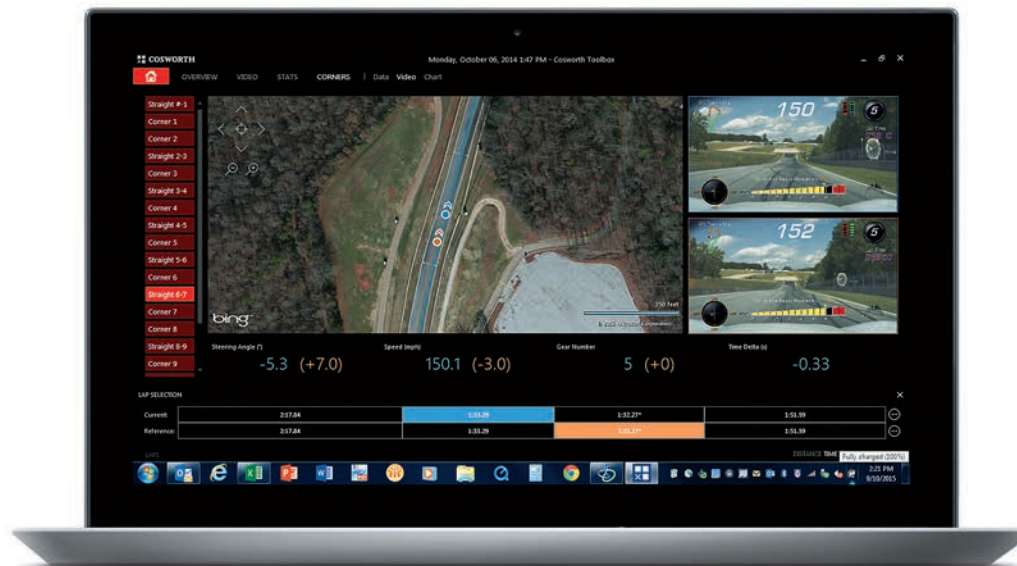 COSWORTH
Monday, October 06, 2014 1:47 PM - Cosworth Toolbox
OVERVIEW VIDEO STATS CORNERS | Data Video Chart
Straight #-1
Corner 1
Corner 2
Straight 2-3
Corner 3
Straight 3-4
Corner 4
Straight 4-5
Corner 5
Straight 5-6
Corner 6
Straight 6-7
Corner 7
Corner 8
Straight 8-9
Corner 9
bing
250 feet
150
5
152
5
Steering Angle (°) Speed (mph) Gear Number Time Delta (s)
-5.3 (+7.0) 150.1 (-3.0) 5 (+0) -0.33
LAP SELECTION
Current: 2:17.84 1:33.29 1:32.27* 1:51.59
Reference: 2:17.84 1:33.29 1:32.27* 1:51.59
LAPS DISTANCE TIME
Fully charged (100%)
2:21 PM
9/10/2015